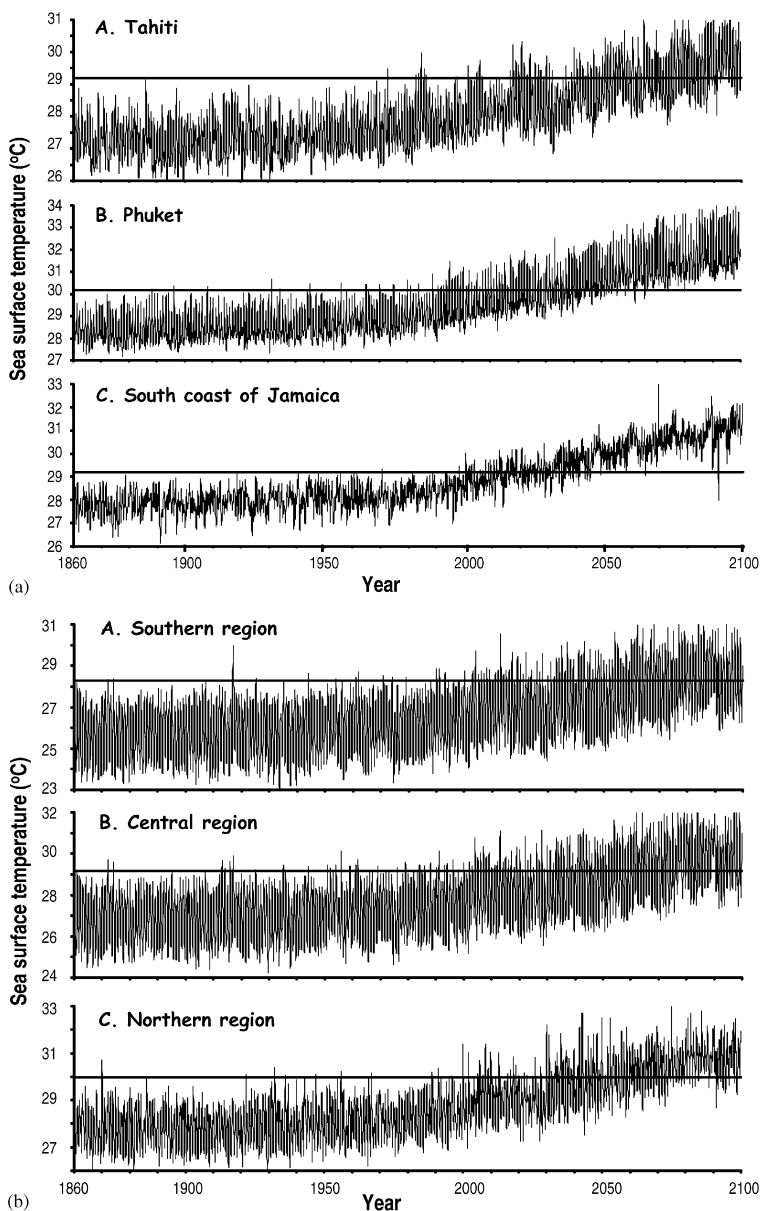 A. Tahiti
31
30
29
28
27
26
B. Phuket
34
33
32
31
30
29
28
27
C. South coast of Jamaica
33
32
31
30
29
28
27
26
Sea surface temperature (ºC)
1860 1900 1950 2000 2050 2100
Year
(a)
A. Southern region
31
29
27
25
23
B. Central region
32
30
28
26
24
C. Northern region
33
31
29
27
Sea surface temperature (ºC)
1860 1900 1950 2000 2050 2100
Year
(b)